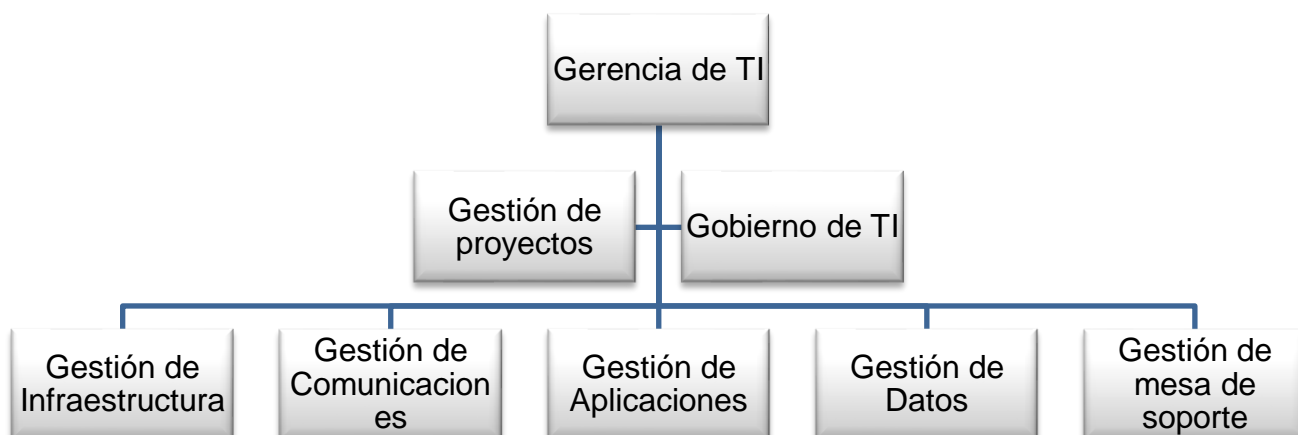 Gerencia de TI
Gestión de
proyectos
Gobierno de TI
Gestión de
Infraestructura
Gestión de
Comunicacion
es
Gestión de
Aplicaciones
Gestión de
Datos
Gestión de
mesa de
soporte